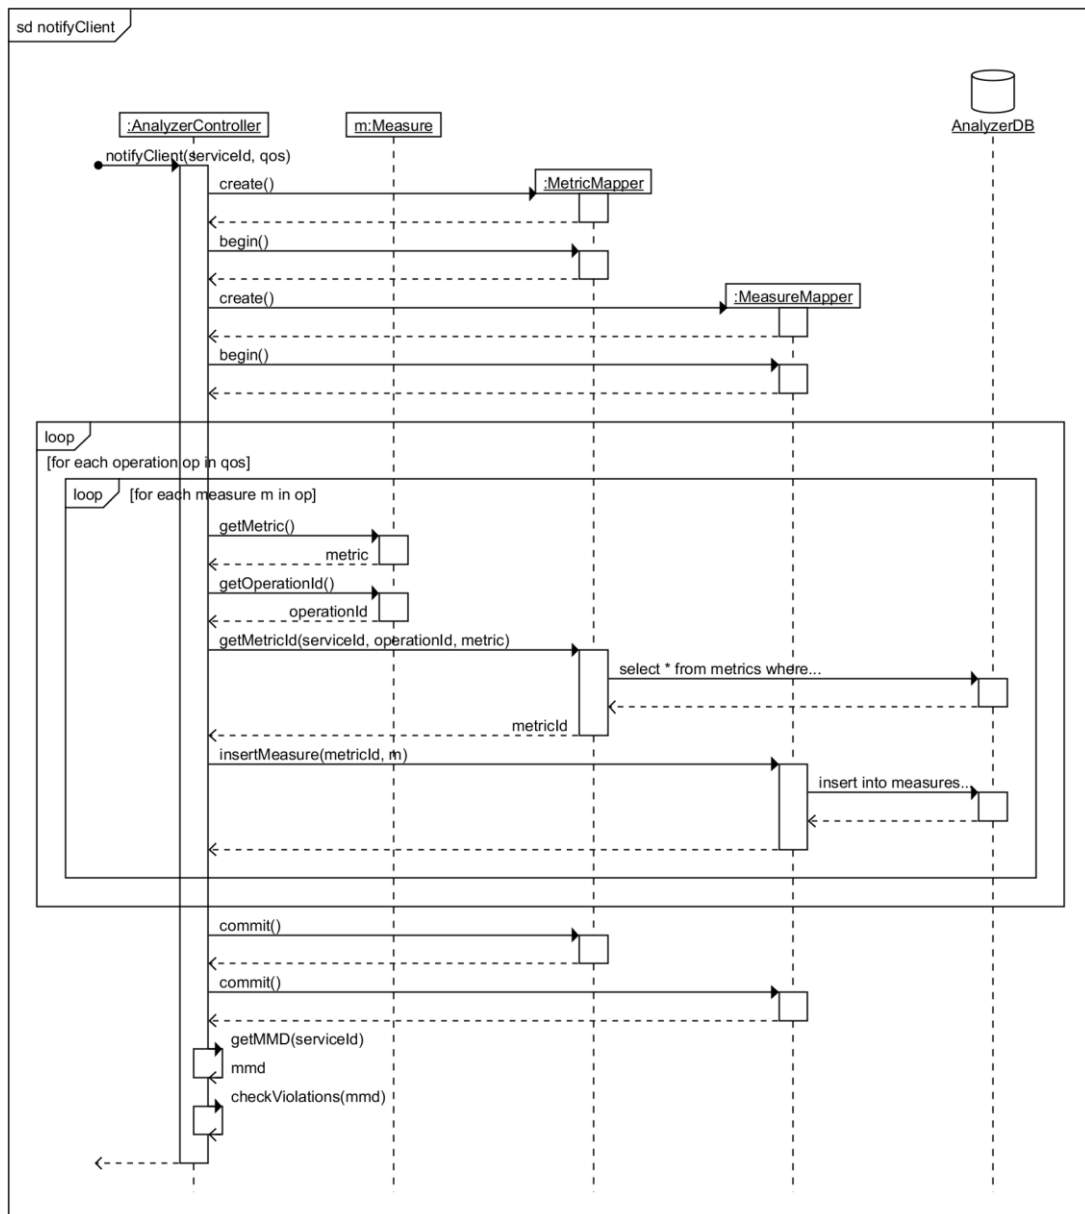 sd notifyClient
AnalyzerDB
:AnalyzerController
m:Measure
notifyClient(serviceId, qos)
create()
:MetricMapper
begin()
create()
:MeasureMapper
begin()
loop
[for each operation op in qos]
loop
[for each measure m in op]
getMetric()
metric
getOperationId()
operationId
getMetricId(serviceId, operationId, metric)
select * from metrics where...
metricId
insertMeasure(metricId, m)
insert into measures...
commit()
commit()
getMMD(serviceId)
mmd
checkViolations(mmd)